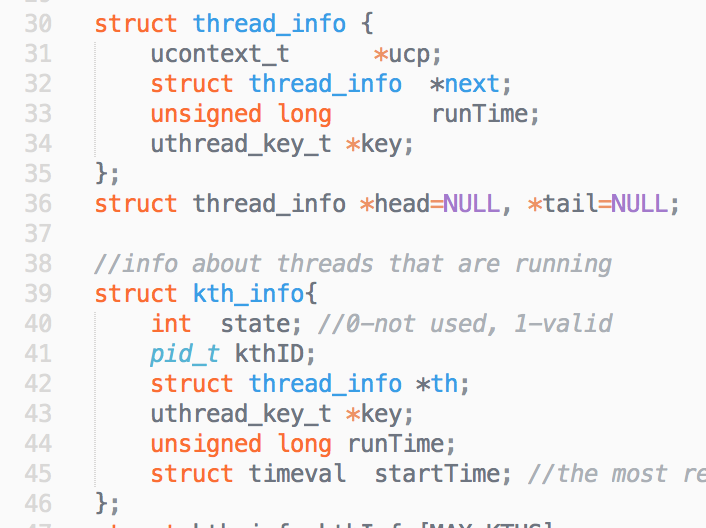 30 struct thread_info {
31 ucontext_t *ucp;
32 struct thread_info *next;
33 unsigned long runTime;
34 uthread_key_t *key;
35 };
36 struct thread_info *head=NULL, *tail=NULL;
37
38 //info about threads that are running
39 struct kth_info{
40 int state; //0-not used, 1-valid
41 pid_t kthID;
42 struct thread_info *th;
43 uthread_key_t *key;
44 unsigned long runTime;
45 struct timeval startTime; //the most re
46 };